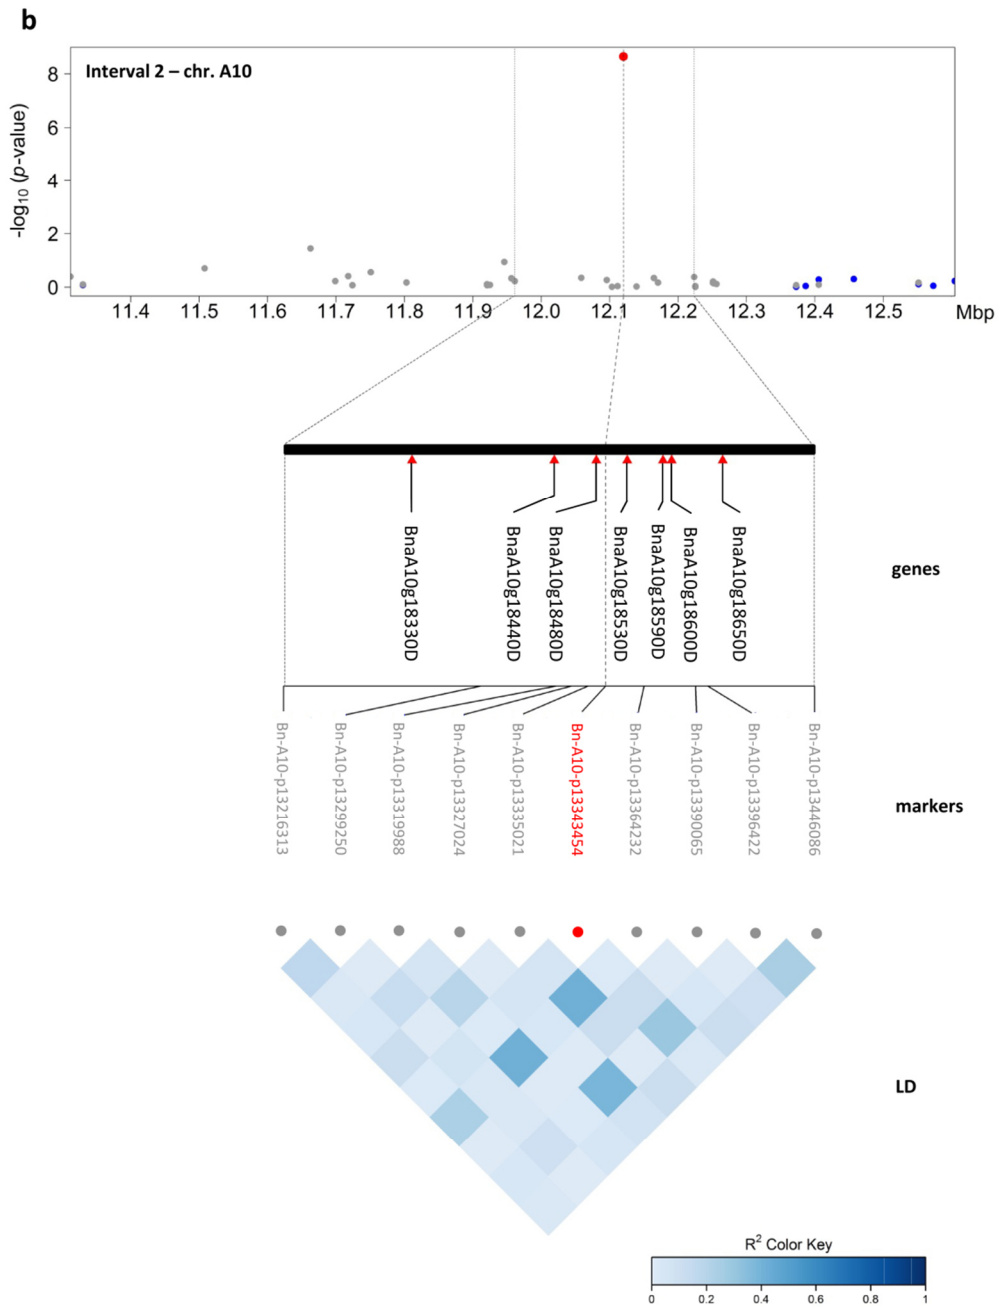 b
Interval 2 – chr. A10
-log10 (p-value)
8
6
4
2
0
11.4 11.5 11.6 11.7 11.8 11.9 12.0 12.1 12.2 12.3 12.4 12.5 Mbp
BnaA10g18330D
BnaA10g18440D
BnaA10g18480D
BnaA10g18530D
BnaA10g18590D
BnaA10g18600D
BnaA10g18650D
genes
Bn-A10-p13216313
Bn-A10-p13299250
Bn-A10-p13319988
Bn-A10-p13327024
Bn-A10-p13335021
Bn-A10-p13343454
Bn-A10-p13364232
Bn-A10-p13390065
Bn-A10-p13396422
Bn-A10-p13446086
markers
LD
R2 Color Key
0 0.2 0.4 0.6 0.8 1